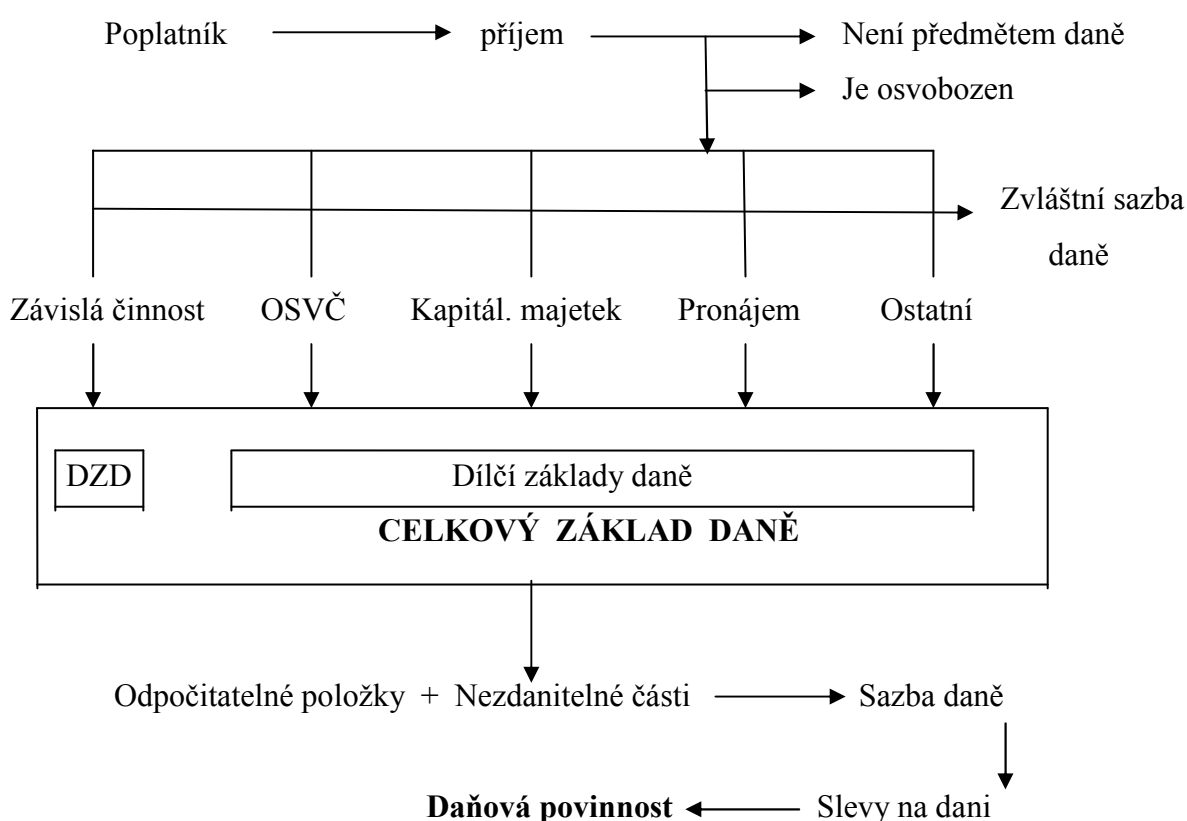 Poplatník příjem Není předmětem daně
Je osvobozen
Zvláštní sazba
daně
Závislá činnost OSVČ Kapitál. majetek Pronájem Ostatní
DZD Dílčí základy daně
CELKOVÝ ZÁKLAD DANĚ
Odpočitatelné položky + Nezdanitelné části Sazba daně
Daňová povinnost Slevy na dani